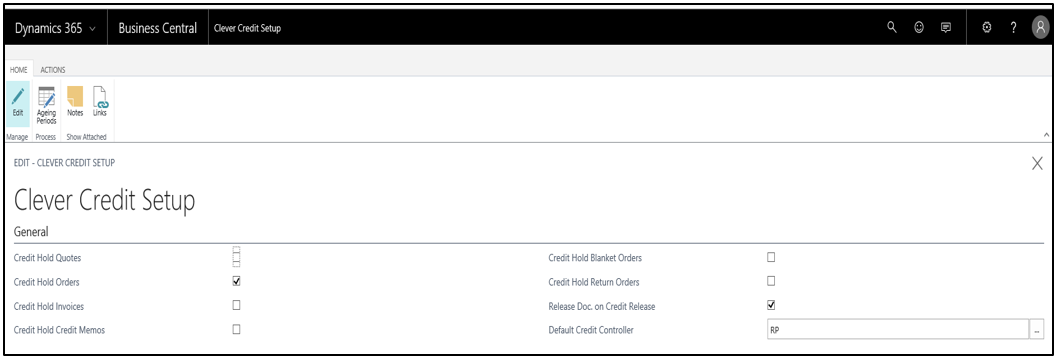 Dynamics 365 Business Central Clever Credit Setup ?
HOME ACTIONS
Edit Ageing Periods Notes Links
Manage Process Show Attached
EDIT - CLEVER CREDIT SETUP
Clever Credit Setup
General
Credit Hold Quotes Credit Hold Blanket Orders
Credit Hold Orders Credit Hold Return Orders
Credit Hold Invoices Release Doc. on Credit Release
Credit Hold Credit Memos Default Credit Controller RP ...